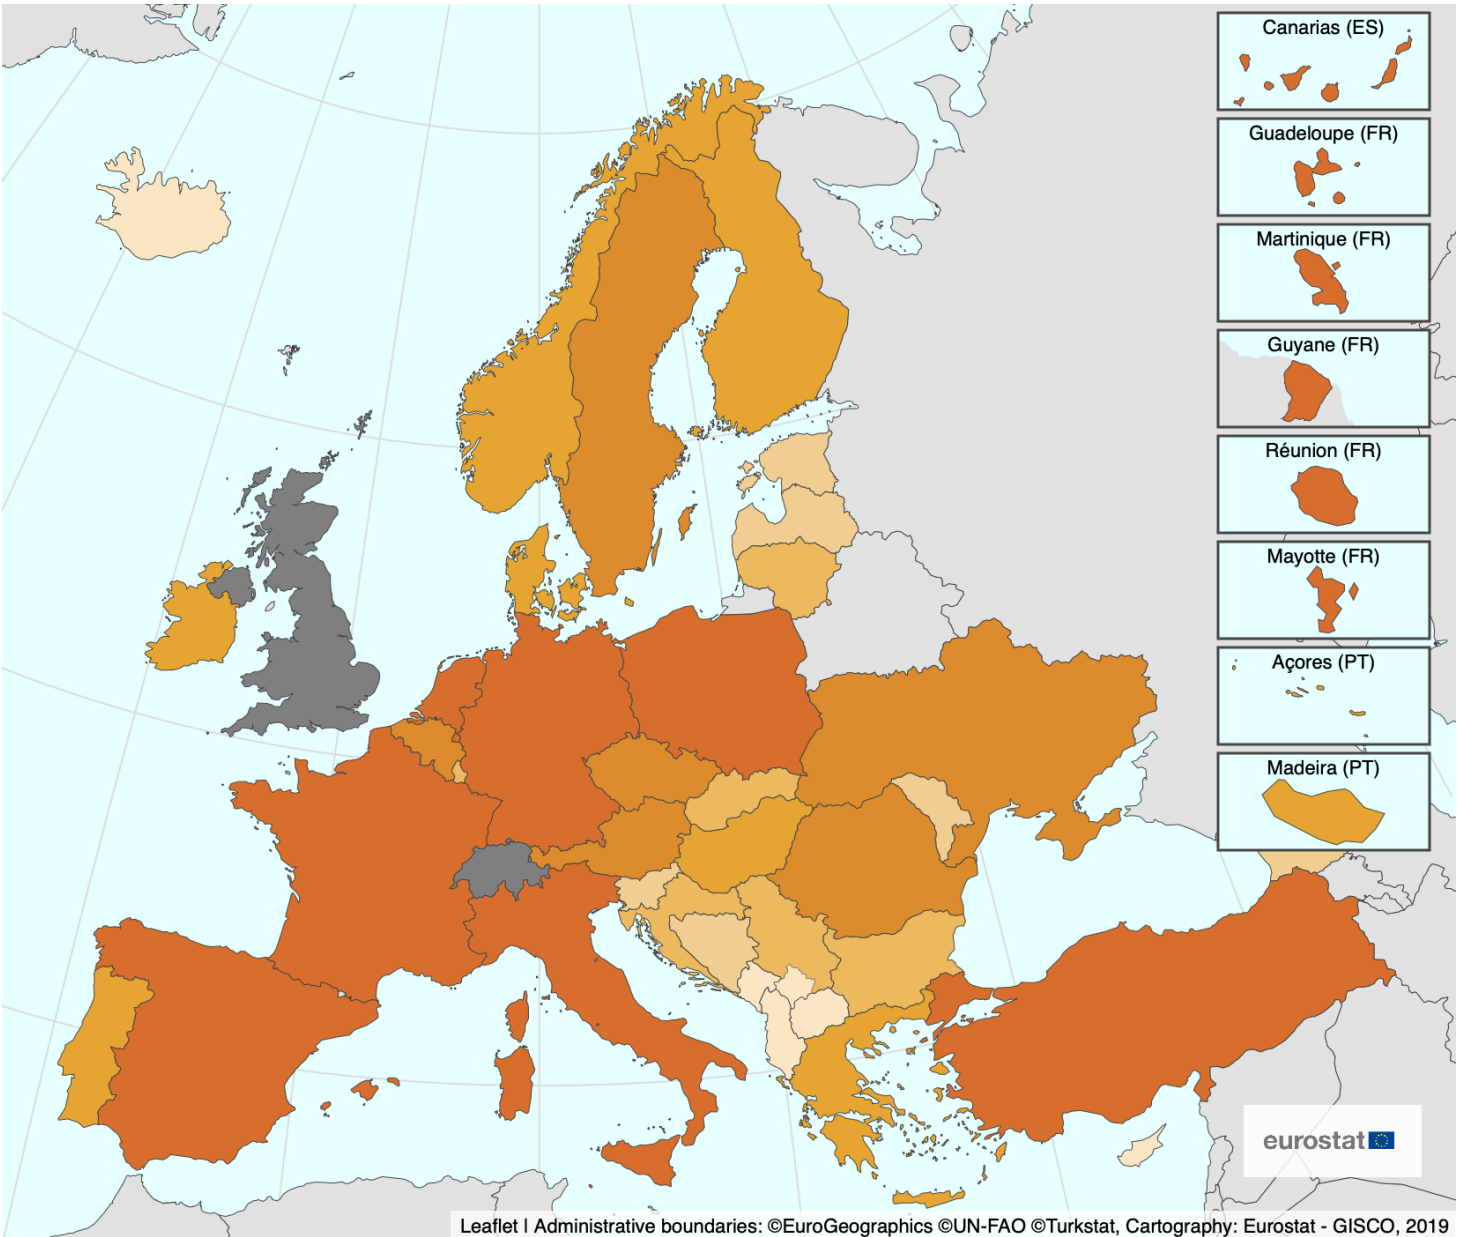 Canarias (ES)
Guadeloupe (FR)
Martinique (FR)
Guyane (FR)
Réunion (FR)
Mayotte (FR)
Açores (PT)
Madeira (PT)
eurostat
Leaflet | Administrative boundaries: ©EuroGeographics ©UN-FAO ©Turkstat, Cartography: Eurostat - GISCO, 2019